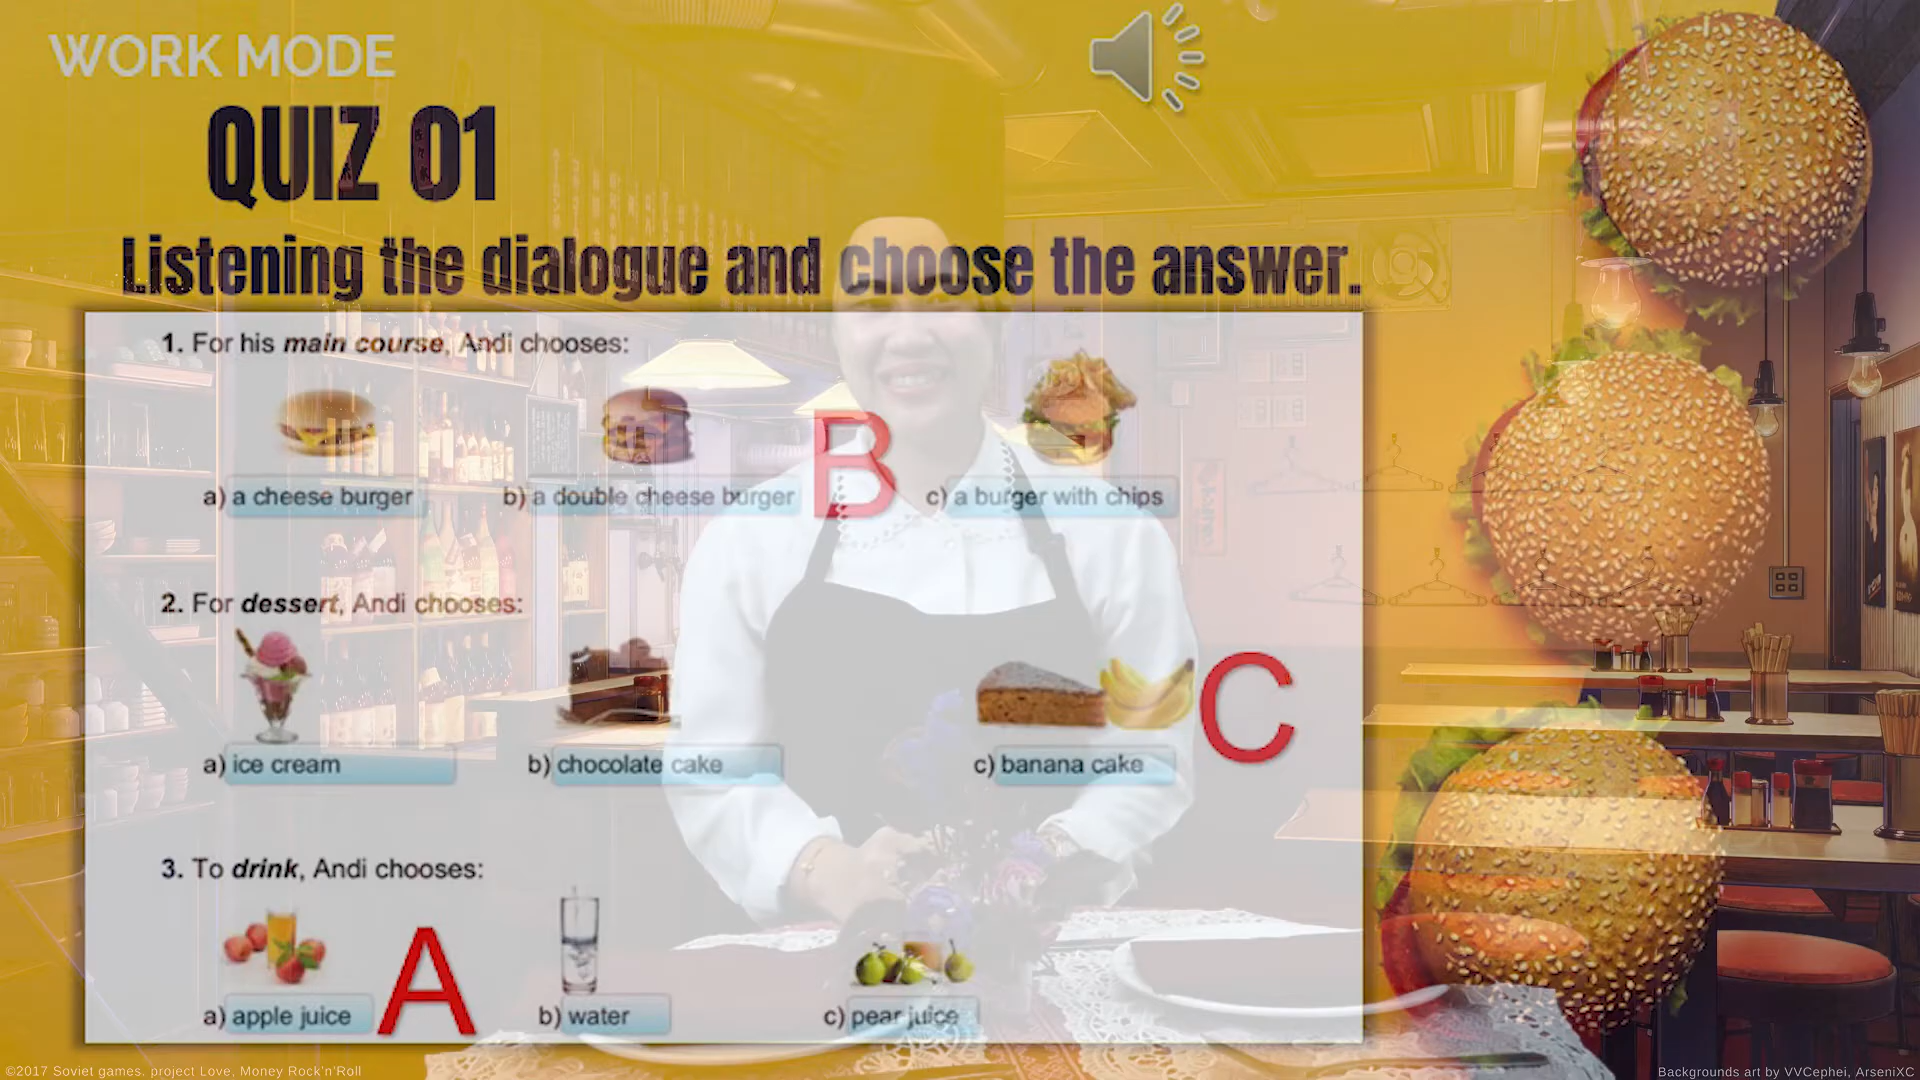 WORK MODE
QUIZ 01
Listening the dialogue and choose the answer.
1. For his main course, Andi chooses:
a) a cheese burger b) a double cheese burger B c) a burger with chips
2. For dessert, Andi chooses:
a) ice cream b) chocolate cake c) banana cake C
3. To drink, Andi chooses:
a) apple juice A b) water c) pear juice
©2017 Soviet games. project Love, Money Rock'n'Roll
Backgrounds art by VVCephei, ArseniXC